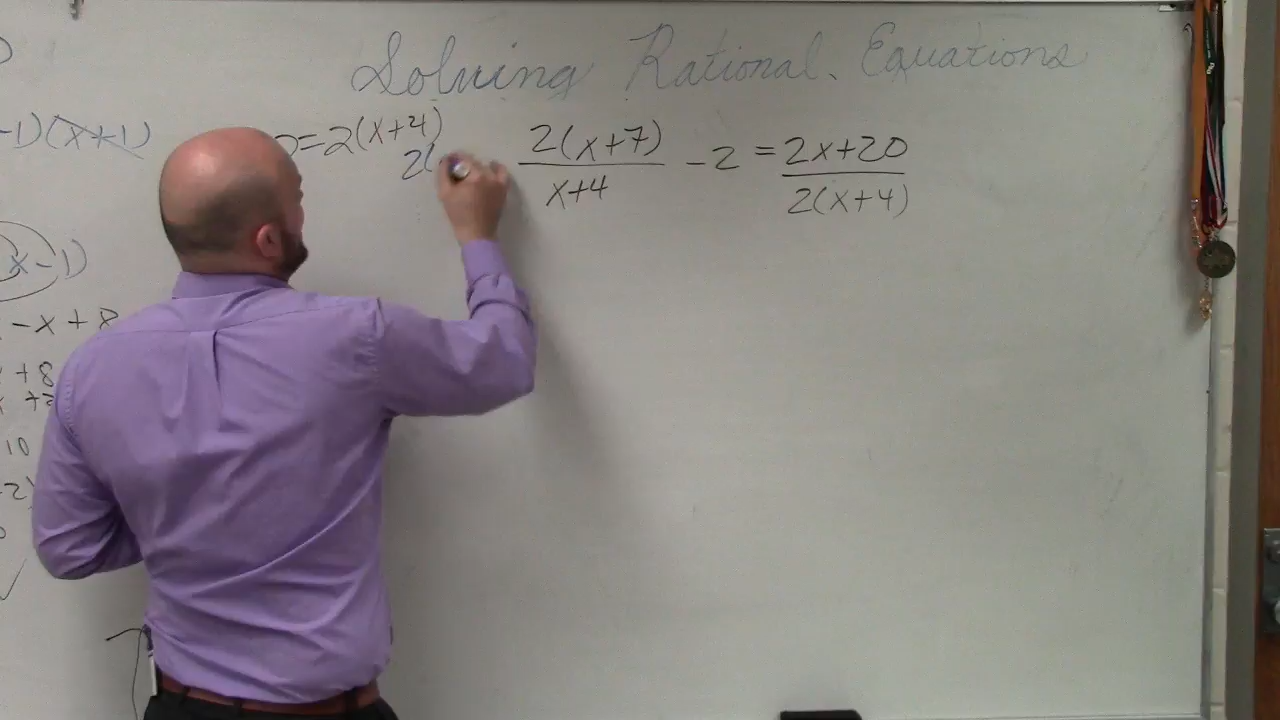 Solving Rational Equations
-1)(x+1)
=2(x+4)
2(
2(x+7)
x+4
-2 =
2x+20
2(x+4)
x-1)
-x+8
+8
10